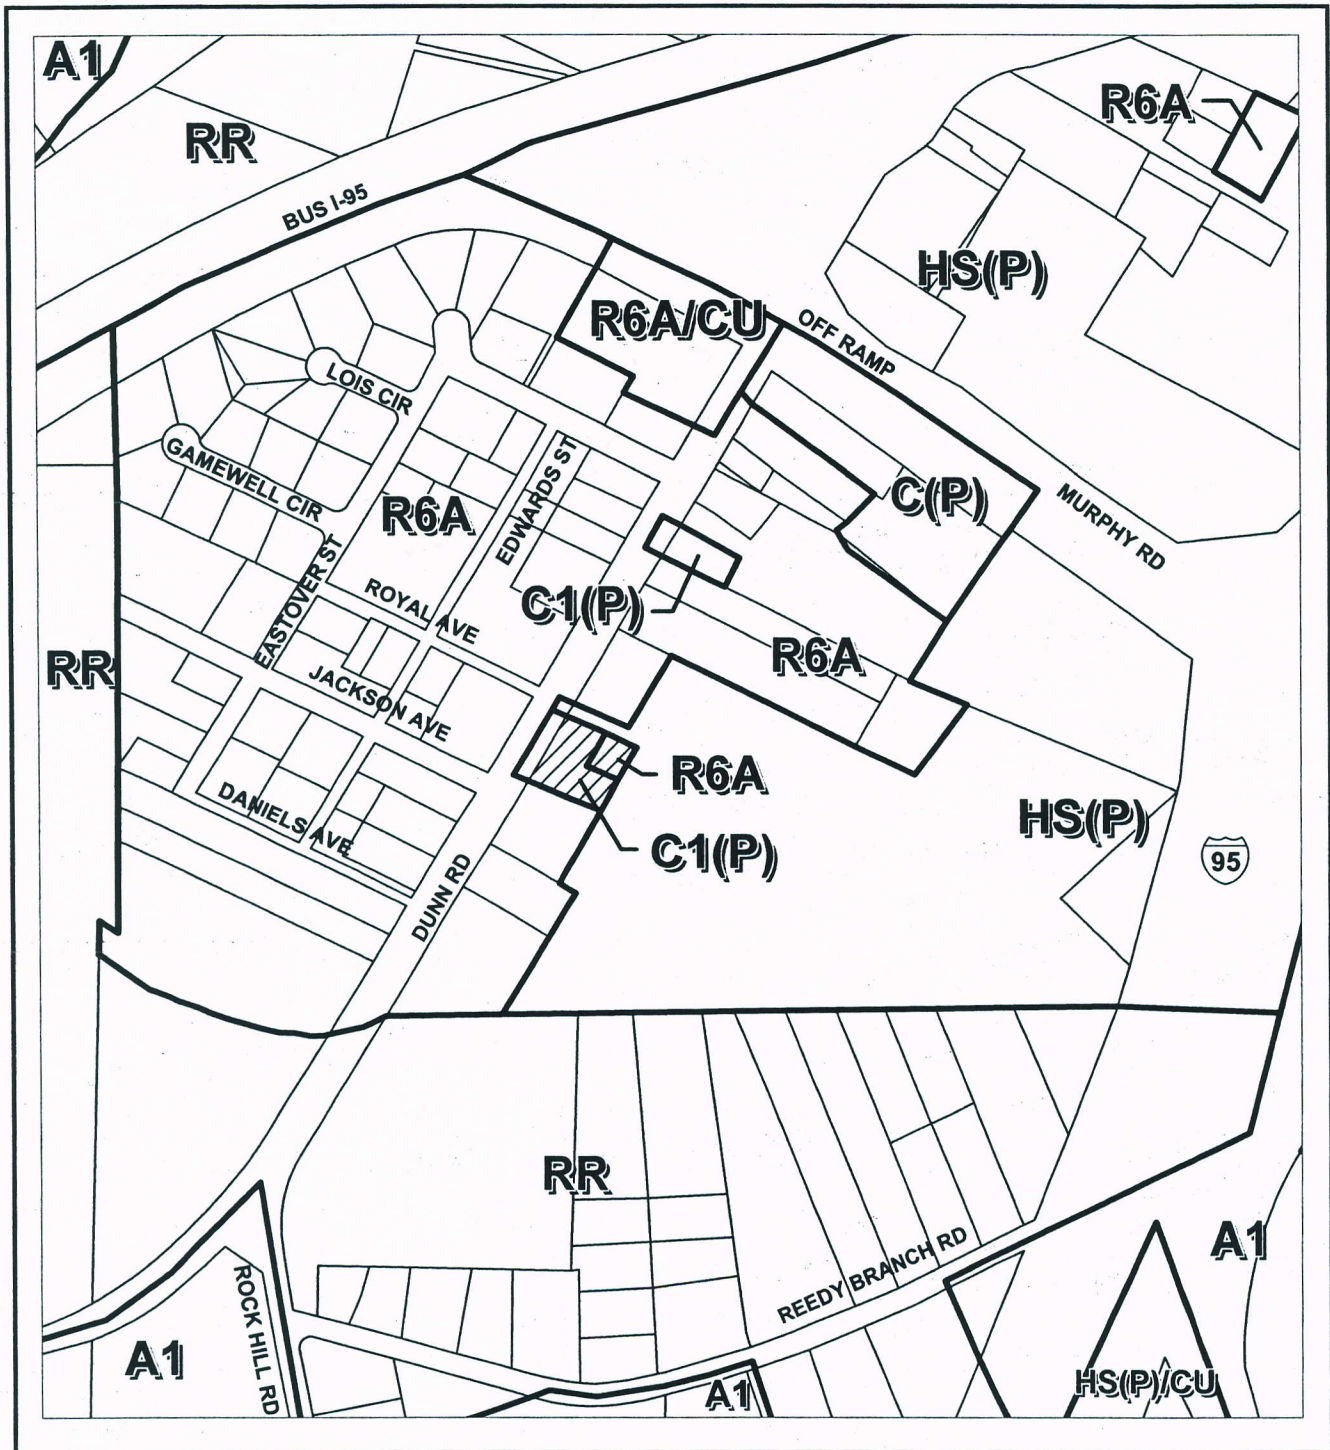 A1
RR
R6A
BUS I-95
HS(P)
R6A/CU
OFF RAMP
LOIS CIR
GAMEWELL CIR
R6A
EDWARDS ST
C(P)
MURPHY RD
EASTOVER ST
ROYAL AVE
C1(P)
RR
JACKSON AVE
R6A
R6A
DANIELS AVE
C1(P)
HS(P)
95
DUNN RD
RR
A1
REEDY BRANCH RD
ROCK HILL RD
A1
A1
HS(P)/CU